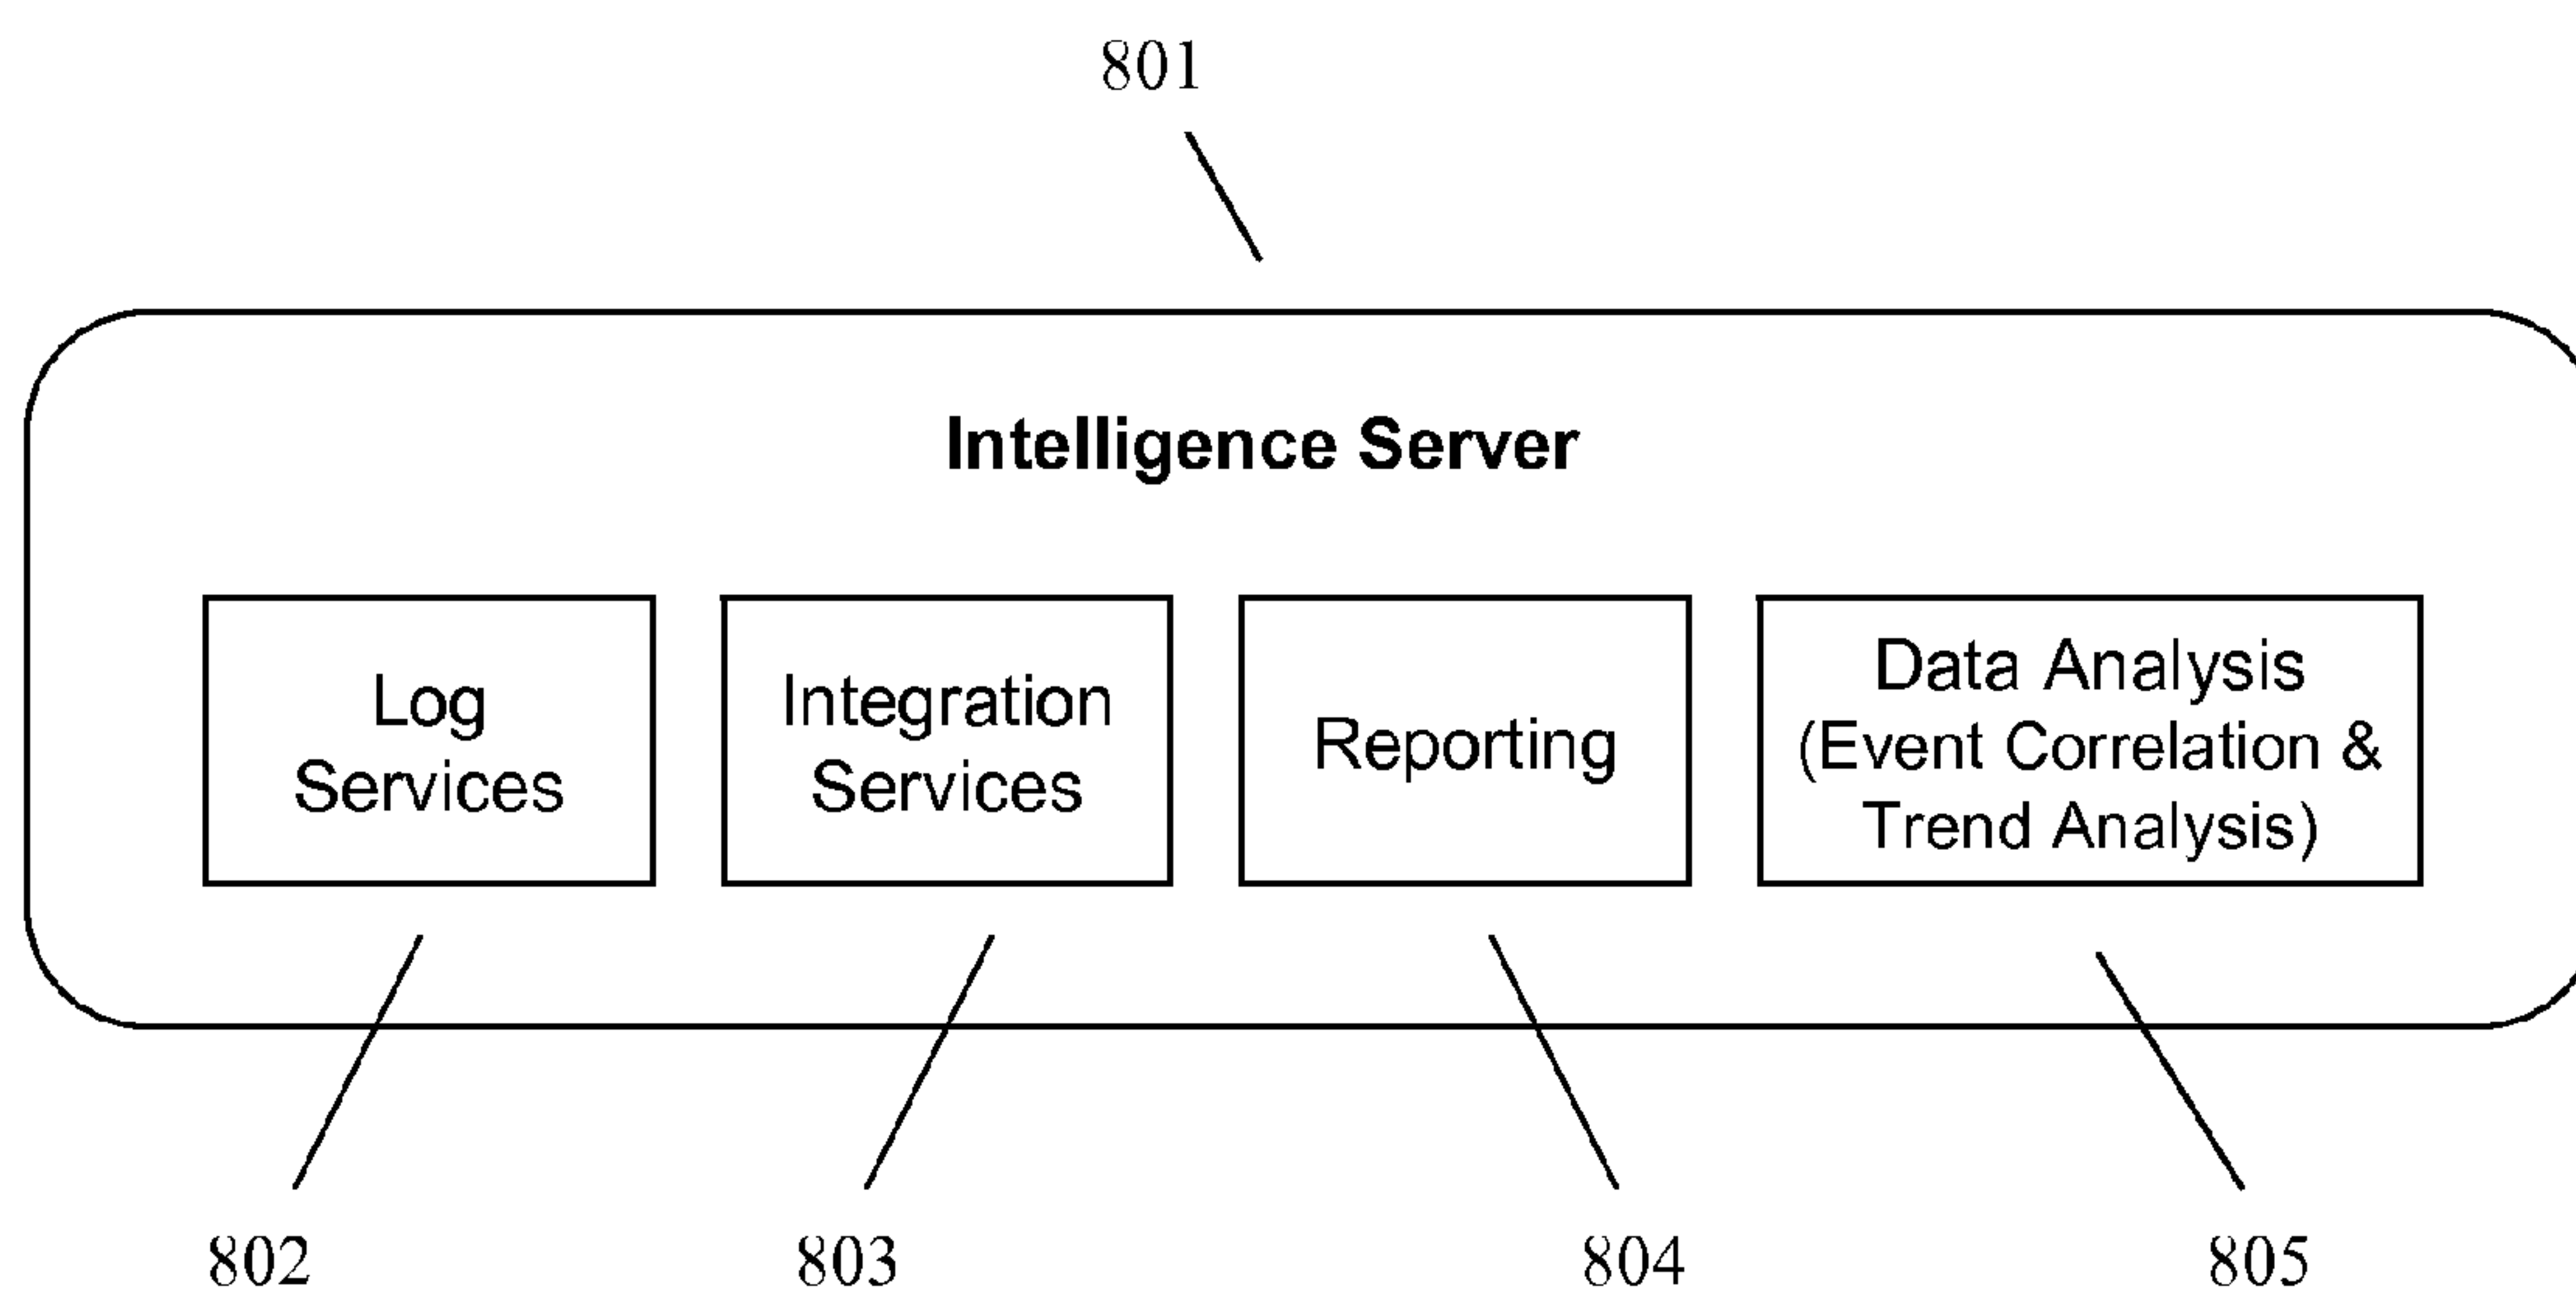 801
Intelligence Server
Log
Services
Integration
Services
Reporting
Data Analysis
(Event Correlation &
Trend Analysis)
802
803
804
805